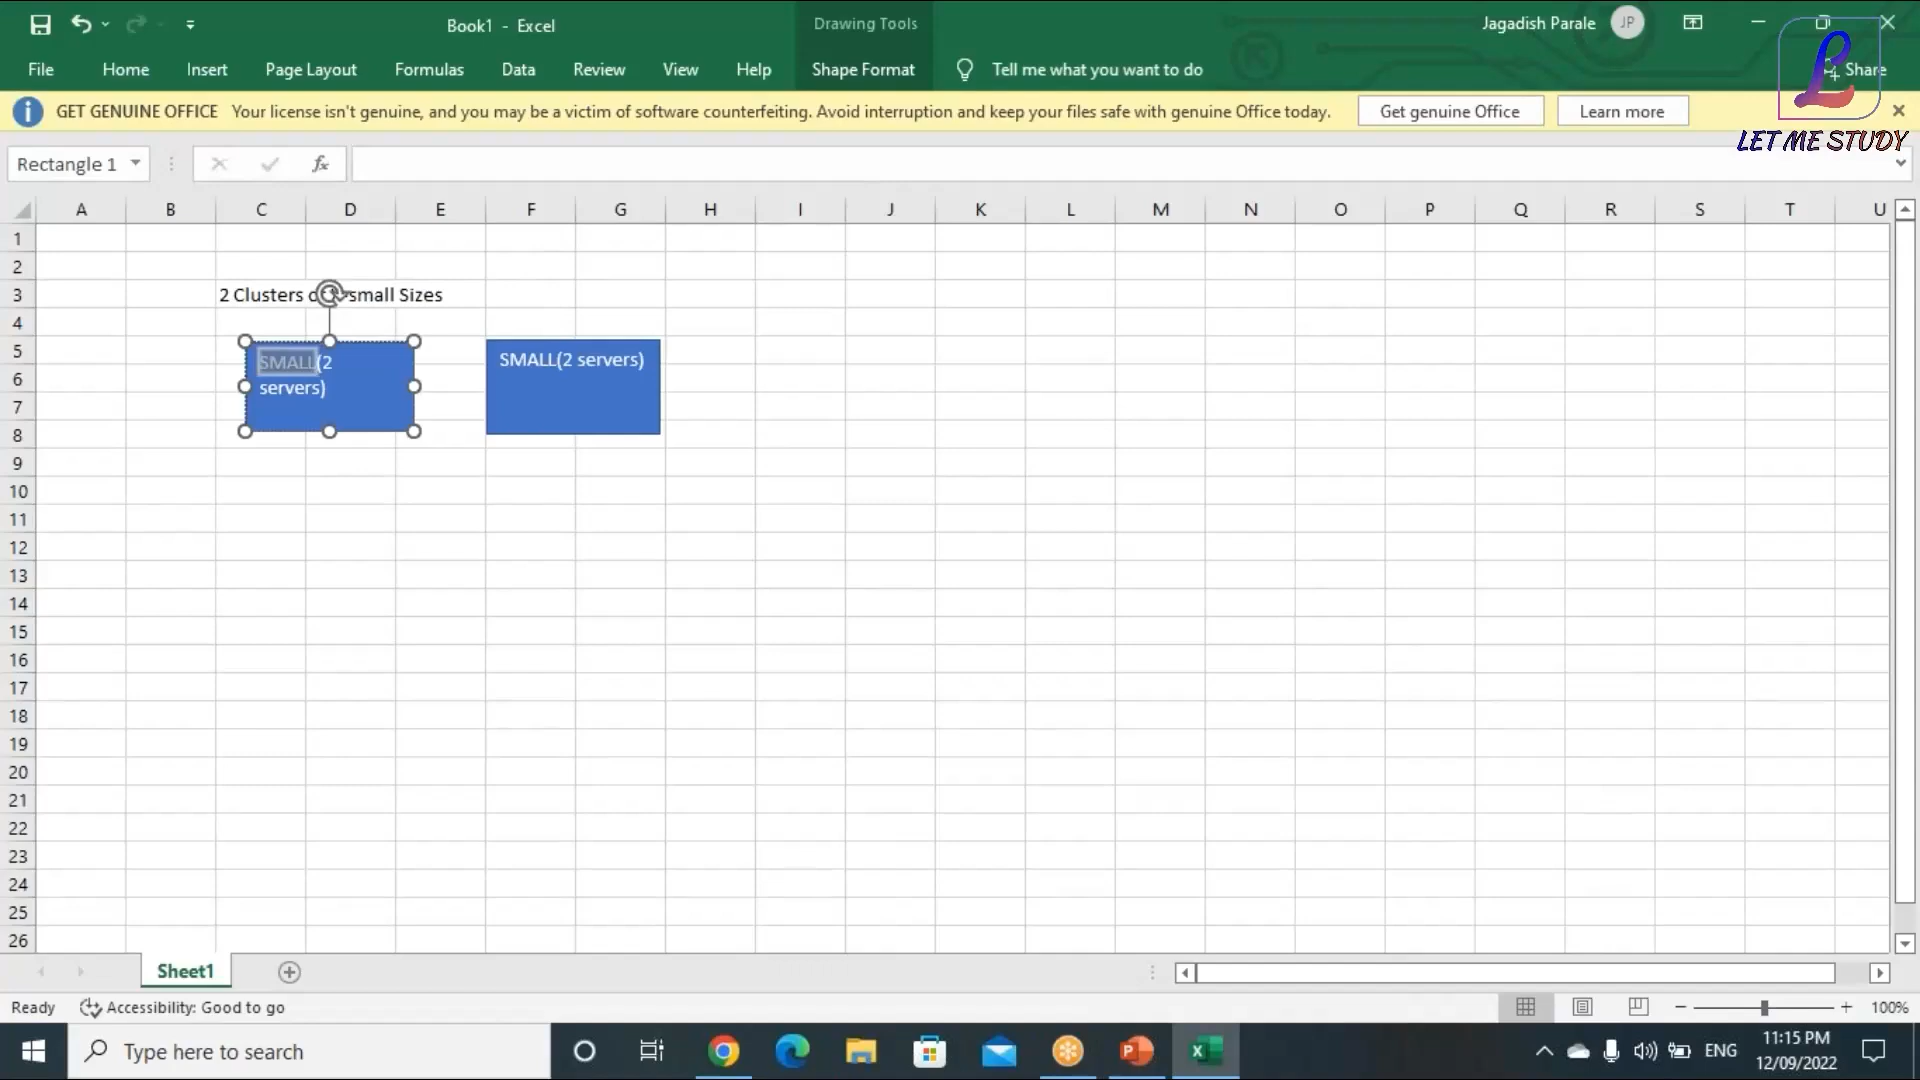 Book1 - Excel
Drawing Tools
Jagadish Parale
JP
File Home Insert Page Layout Formulas Data Review View Help Shape Format Tell me what you want to do Share
GET GENUINE OFFICE Your license isn't genuine, and you may be a victim of software counterfeiting. Avoid interruption and keep your files safe with genuine Office today. Get genuine Office Learn more
LET ME STUDY
Rectangle 1 fx
A B C D E F G H I J K L M N O P Q R S T U
1
2
3 2 Clusters small Sizes
4
5
SMALL(2
servers)
SMALL(2 servers)
6
7
8
9
10
11
12
13
14
15
16
17
18
19
20
21
22
23
24
25
26
Sheet1
Ready Accessibility: Good to go 100%
Type here to search
ENG
11:15 PM
12/09/2022